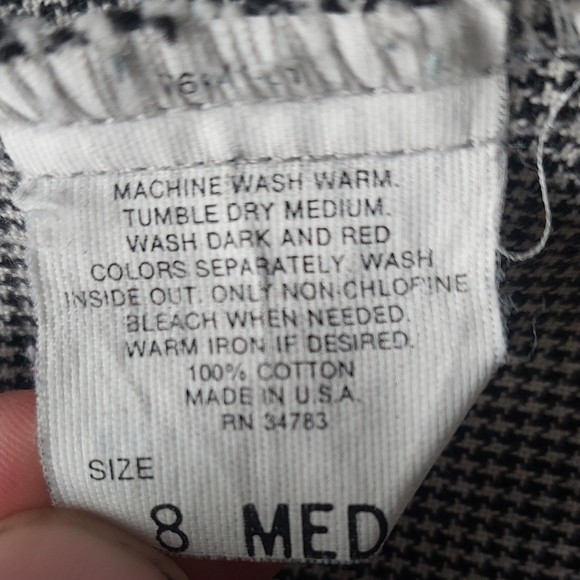 MACHINE WASH WARM.
TUMBLE DRY MEDIUM.
WASH DARK AND RED
COLORS SEPARATELY. WASH
INSIDE OUT. ONLY NON-CHLORINE
BLEACH WHEN NEEDED.
WARM IRON IF DESIRED.
100% COTTON
MADE IN U.S.A.
RN 34783
SIZE
8 MED